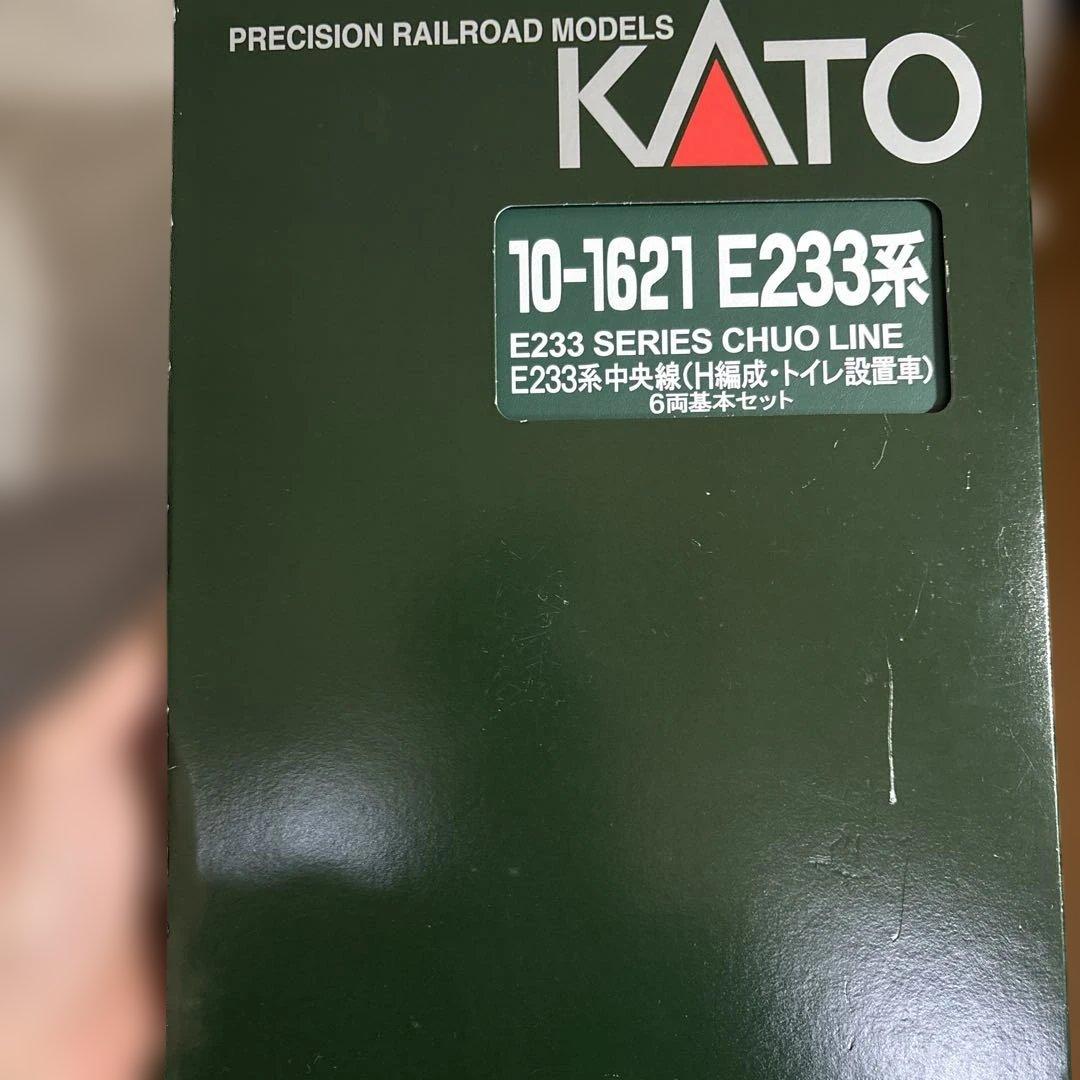 PRECISION RAILROAD MODELS
KATO
10-1621 E233系
E233 SERIES CHUO LINE
E233系中央線(H編成・トイレ設置車)
6両基本セット